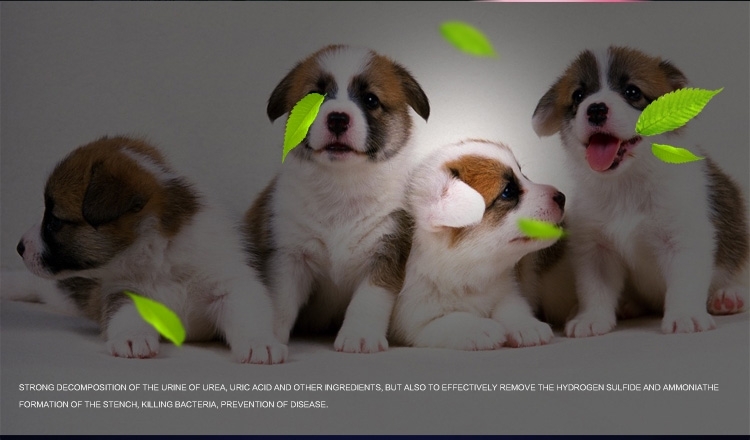 STRONG DECOMPOSITION OF THE URINE OF UREA, URIC ACID AND OTHER INGREDIENTS, BUT ALSO TO EFFECTIVELY REMOVE THE HYDROGEN SULFIDE AND AMMONIATHE
FORMATION OF THE STENCH, KILLING BACTERIA, PREVENTION OF DISEASE.